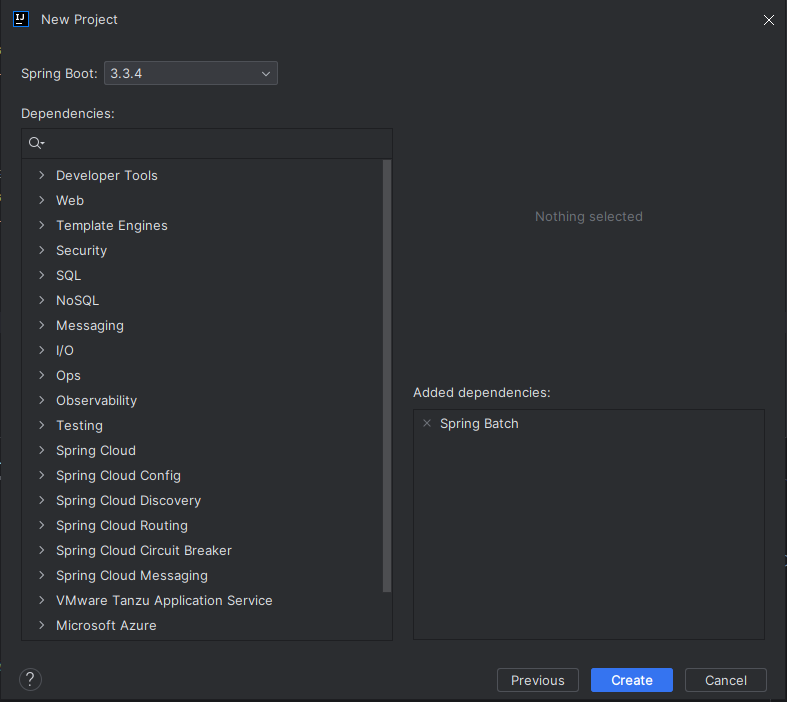 New Project
Spring Boot: 3.3.4
Dependencies:
Developer Tools
Web
Template Engines
Security
SQL
NoSQL
Messaging
I/O
Ops
Observability
Testing
Spring Cloud
Spring Cloud Config
Spring Cloud Discovery
Spring Cloud Routing
Spring Cloud Circuit Breaker
Spring Cloud Messaging
VMware Tanzu Application Service
Microsoft Azure
Nothing selected
Added dependencies:
Spring Batch
?
Previous
Create
Cancel